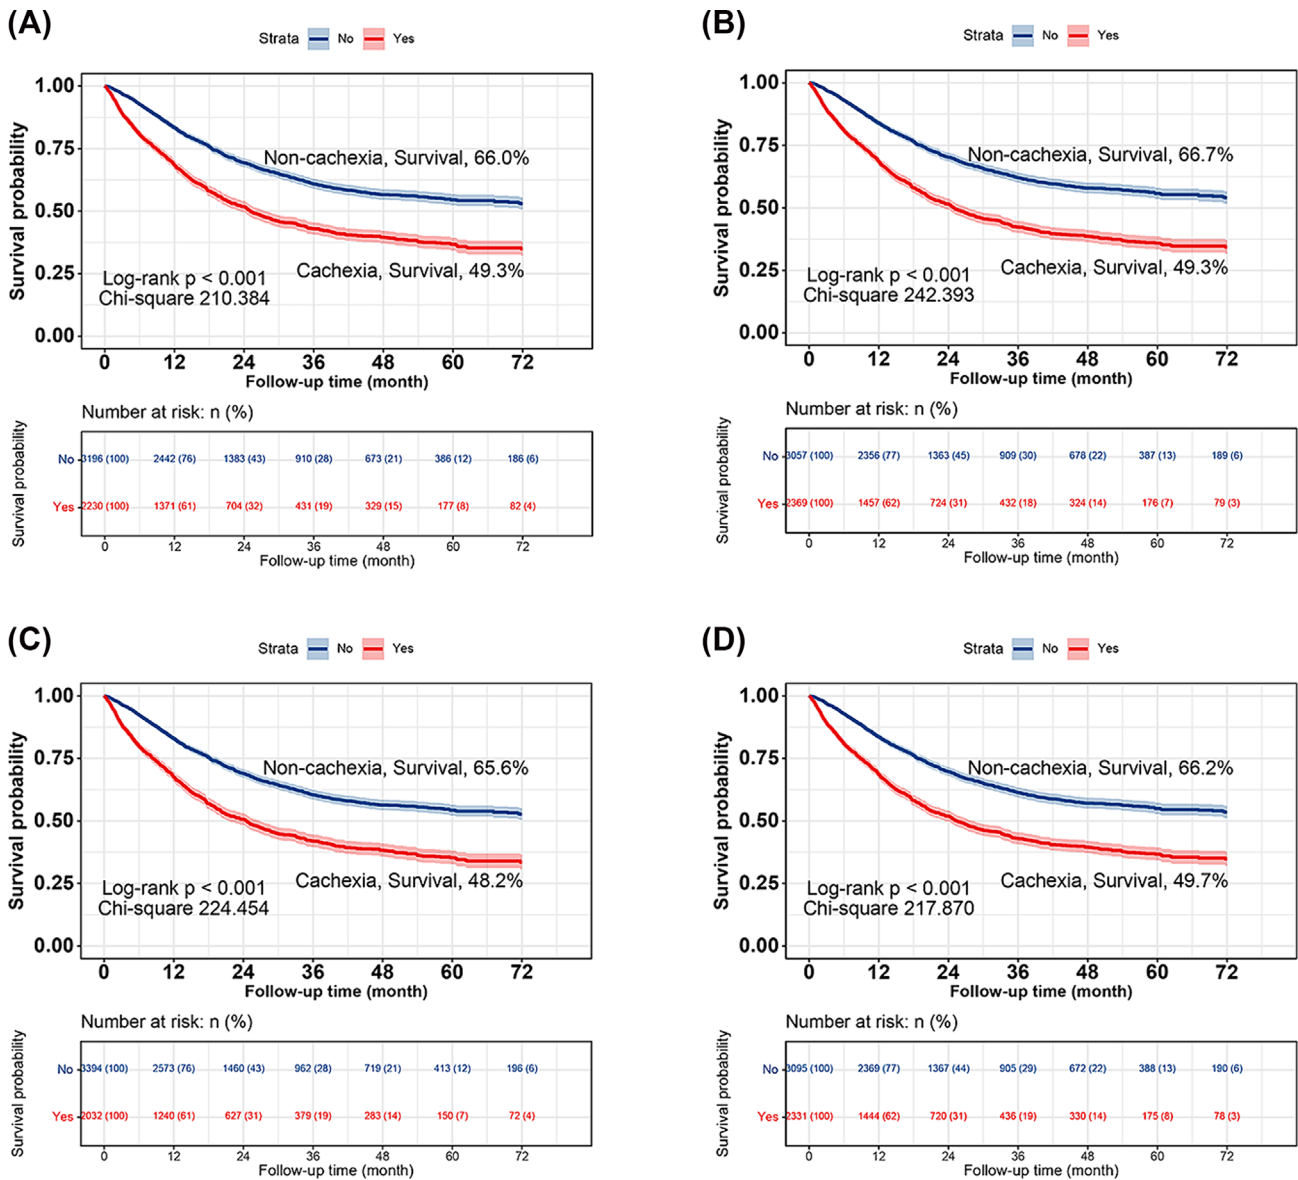 (A)
Strata No Yes
1.00
0.75
0.50
0.25
0.00
Survival probability
Non-cachexia, Survival, 66.0%
Cachexia, Survival, 49.3%
Log-rank p < 0.001
Chi-square 210.384
0 12 24 36 48 60 72
Follow-up time (month)
Number at risk: n (%)
Survival probability
No 3196 (100) 2442 (76) 1383 (43) 910 (28) 673 (21) 386 (12) 186 (6)
Yes 2230 (100) 1371 (61) 704 (32) 431 (19) 329 (15) 177 (8) 82 (4)
0 12 24 36 48 60 72
Follow-up time (month)
(B)
Strata No Yes
1.00
0.75
0.50
0.25
0.00
Survival probability
Non-cachexia, Survival, 66.7%
Cachexia, Survival, 49.3%
Log-rank p < 0.001
Chi-square 242.393
0 12 24 36 48 60 72
Follow-up time (month)
Number at risk: n (%)
Survival probability
No 3057 (100) 2356 (77) 1363 (45) 909 (30) 678 (22) 387 (13) 189 (6)
Yes 2369 (100) 1457 (62) 724 (31) 432 (18) 324 (14) 176 (7) 79 (3)
0 12 24 36 48 60 72
Follow-up time (month)
(C)
Strata No Yes
1.00
0.75
0.50
0.25
0.00
Survival probability
Non-cachexia, Survival, 65.6%
Cachexia, Survival, 48.2%
Log-rank p < 0.001
Chi-square 224.454
0 12 24 36 48 60 72
Follow-up time (month)
Number at risk: n (%)
Survival probability
No 3394 (100) 2573 (76) 1460 (43) 962 (28) 719 (21) 413 (12) 196 (6)
Yes 2032 (100) 1240 (61) 627 (31) 379 (19) 283 (14) 150 (7) 72 (4)
0 12 24 36 48 60 72
Follow-up time (month)
(D)
Strata No Yes
1.00
0.75
0.50
0.25
0.00
Survival probability
Non-cachexia, Survival, 66.2%
Cachexia, Survival, 49.7%
Log-rank p < 0.001
Chi-square 217.870
0 12 24 36 48 60 72
Follow-up time (month)
Number at risk: n (%)
Survival probability
No 3095 (100) 2369 (77) 1367 (44) 905 (29) 672 (22) 388 (13) 190 (6)
Yes 2331 (100) 1444 (62) 720 (31) 436 (19) 330 (14) 175 (8) 78 (3)
0 12 24 36 48 60 72
Follow-up time (month)